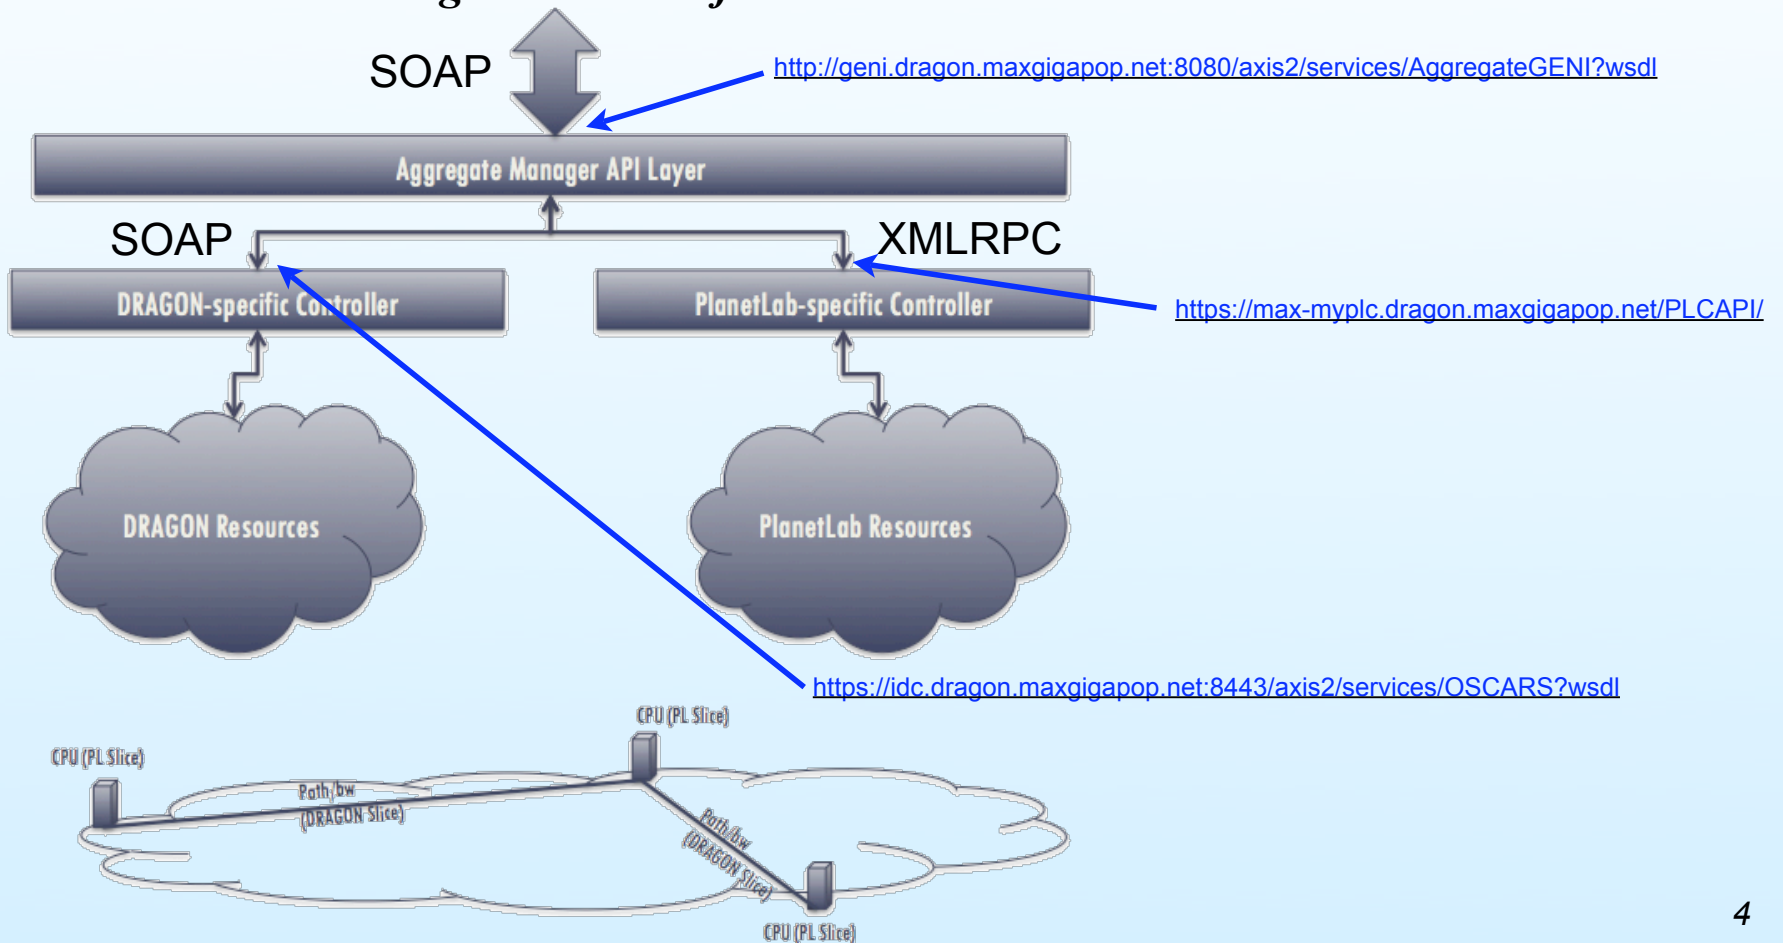 SOAP
http://geni.dragon.maxgigapop.net:8080/axis2/services/AggregateGENI?wsdl
Aggregate Manager API Layer
SOAP
XMLRPC
DRAGON-specific Controller
PlanetLab-specific Controller
https://max-myplc.dragon.maxgigapop.net/PLCAPI/
DRAGON Resources
PlanetLab Resources
https://idc.dragon.maxgigapop.net:8443/axis2/services/OSCARS?wsdl
CPU (PL Slice)
CPU (PL Slice)
Path/bw
(DRAGON Slice)
Path/bw
(DRAGON Slice)
CPU (PL Slice)
4